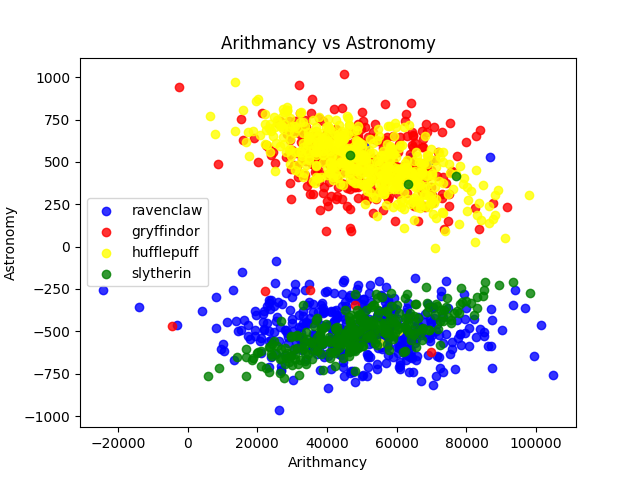 Arithmancy vs Astronomy
1000
750
500
250
0
−250
−500
−750
−1000
Astronomy
ravenclaw
gryffindor
hufflepuff
slytherin
−20000 0 20000 40000 60000 80000 100000
Arithmancy